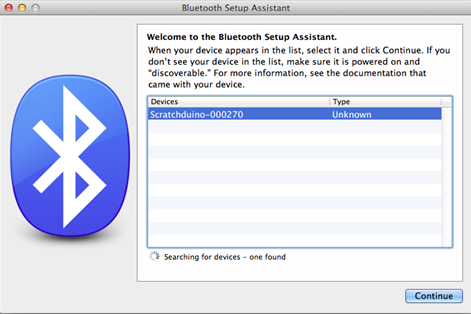 Bluetooth Setup Assistant
Welcome to the Bluetooth Setup Assistant.
When your device appears in the list, select it and click Continue. If you
don't see your device in the list, make sure it is powered on and
"discoverable." For more information, see the documentation that
came with your device.
Devices Type
Scratchduino-000270 Unknown
Searching for devices - one found
Continue